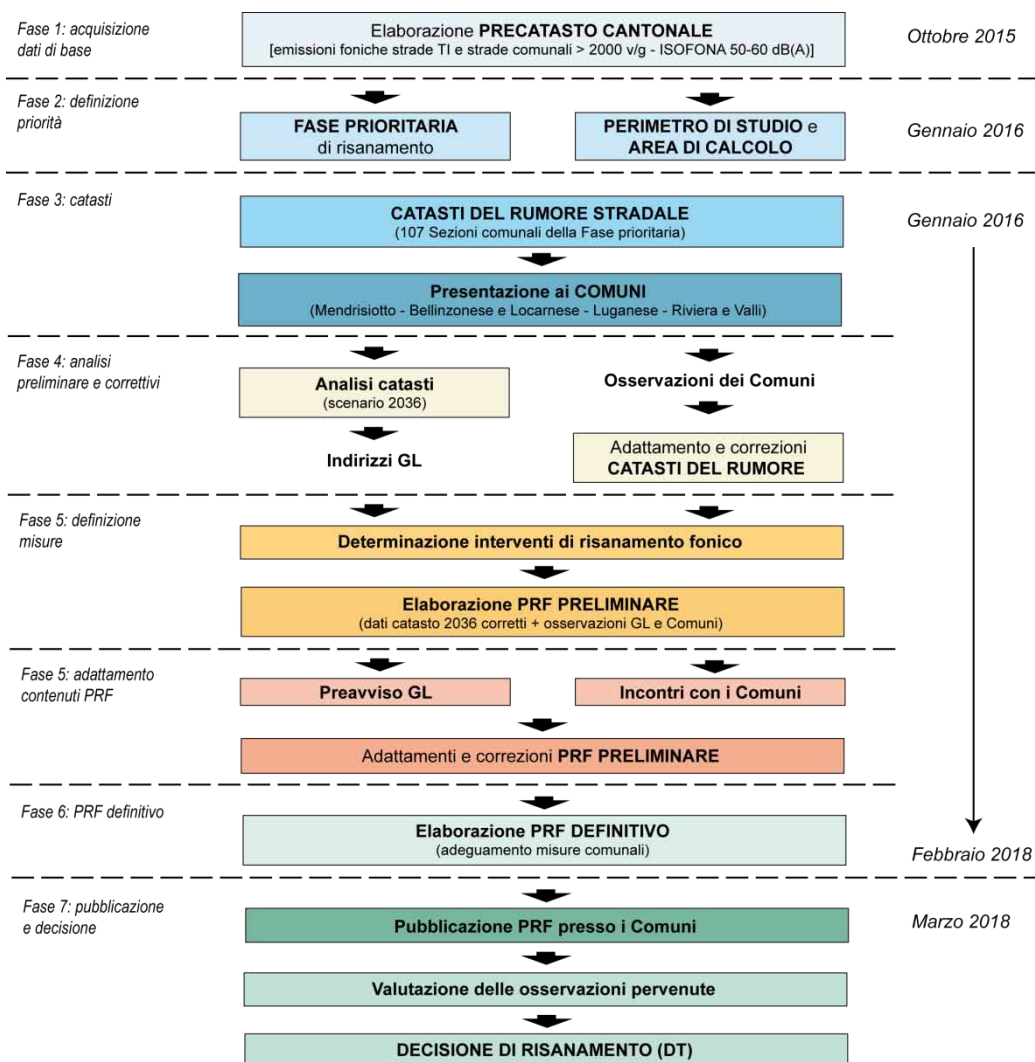 Fase 1: acquisizione
dati di base
Elaborazione PRECATASTO CANTONALE
[emissioni foniche strade TI e strade comunali > 2000 v/g - ISOFONA 50-60 dB(A)]
Ottobre 2015
Fase 2: definizione
priorità
FASE PRIORITARIA
di risanamento
PERIMETRO DI STUDIO e
AREA DI CALCOLO
Gennaio 2016
Fase 3: catasti
CATASTI DEL RUMORE STRADALE
(107 Sezioni comunali della Fase prioritaria)
Gennaio 2016
Presentazione ai COMUNI
(Mendrisiotto - Bellinzonese e Locarnese - Luganese - Riviera e Valli)
Fase 4: analisi
preliminare e correttivi
Analisi catasti
(scenario 2036)
Indirizzi GL
Osservazioni dei Comuni
Adattamento e correzioni
CATASTI DEL RUMORE
Fase 5: definizione
misure
Determinazione interventi di risanamento fonico
Elaborazione PRF PRELIMINARE
(dati catasto 2036 corretti + osservazioni GL e Comuni)
Fase 5: adattamento
contenuti PRF
Preavviso GL
Incontri con i Comuni
Adattamenti e correzioni PRF PRELIMINARE
Fase 6: PRF definitivo
Elaborazione PRF DEFINITIVO
(adeguamento misure comunali)
Febbraio 2018
Fase 7: pubblicazione
e decisione
Pubblicazione PRF presso i Comuni
Marzo 2018
Valutazione delle osservazioni pervenute
DECISIONE DI RISANAMENTO (DT)